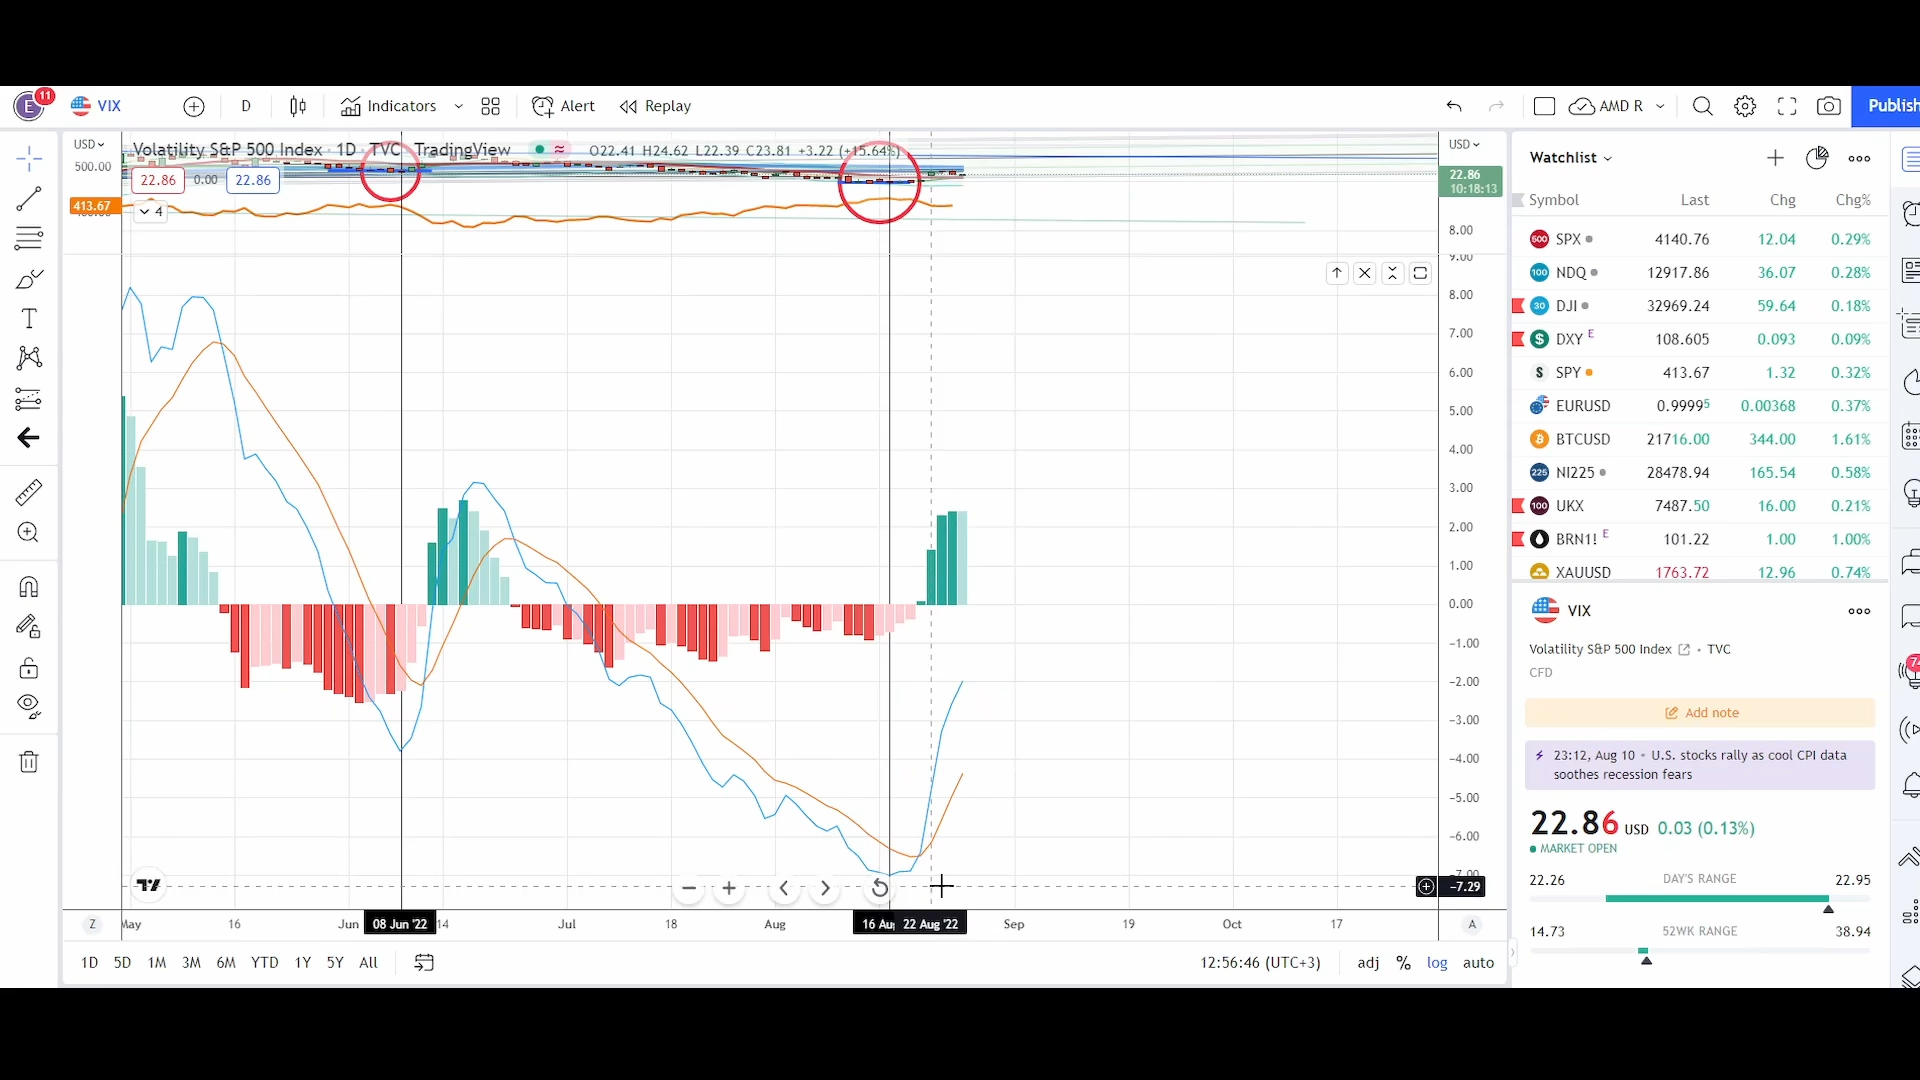 E 11 VIX D Indicators Alert Replay AMD R Publish
USD Volatility S&P 500 Index · 1D · TVC TradingView O22.41 H24.62 L22.39 C23.81 +3.22 (+15.64%) USD
500.00
22.86 0.00 22.86
22.86
10:18:13
413.67
4
8.00
9.00
8.00
7.00
6.00
5.00
4.00
3.00
2.00
1.00
0.00
−1.00
−2.00
−3.00
−4.00
−5.00
−6.00
−7.29
Z May 16 Jun 08 Jun '22 14 Jul 18 Aug 16 Aug 22 Aug '22 Sep 19 Oct 17 A
1D 5D 1M 3M 6M YTD 1Y 5Y All 12:56:46 (UTC+3) adj % log auto
Watchlist
Symbol Last Chg Chg%
500 SPX 4140.76 12.04 0.29%
100 NDQ 12917.86 36.07 0.28%
30 DJI 32969.24 59.64 0.18%
$ DXY E 108.605 0.093 0.09%
S SPY 413.67 1.32 0.32%
EURUSD 0.99995 0.00368 0.37%
BTCUSD 21716.00 344.00 1.61%
225 NI225 28478.94 165.54 0.58%
100 UKX 7487.50 16.00 0.21%
BRN1! E 101.22 1.00 1.00%
XAUUSD 1763.72 12.96 0.74%
VIX
Volatility S&P 500 Index • TVC
CFD
Add note
23:12, Aug 10 • U.S. stocks rally as cool CPI data
soothes recession fears
22.86 USD 0.03 (0.13%)
MARKET OPEN
22.26 DAY'S RANGE 22.95
14.73 52WK RANGE 38.94